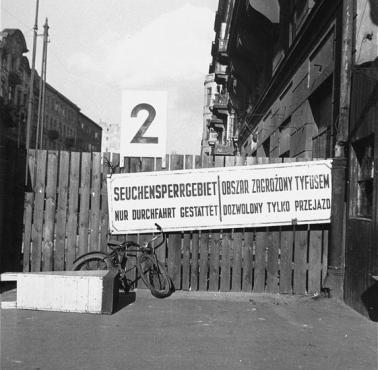 2
SEUCHENSPERRGEBIET
NUR DURCHFAHRT GESTATTET
OBSZAR ZAGROŻONY TYFUSEM
DOZWOLONY TYLKO PRZEJAZD